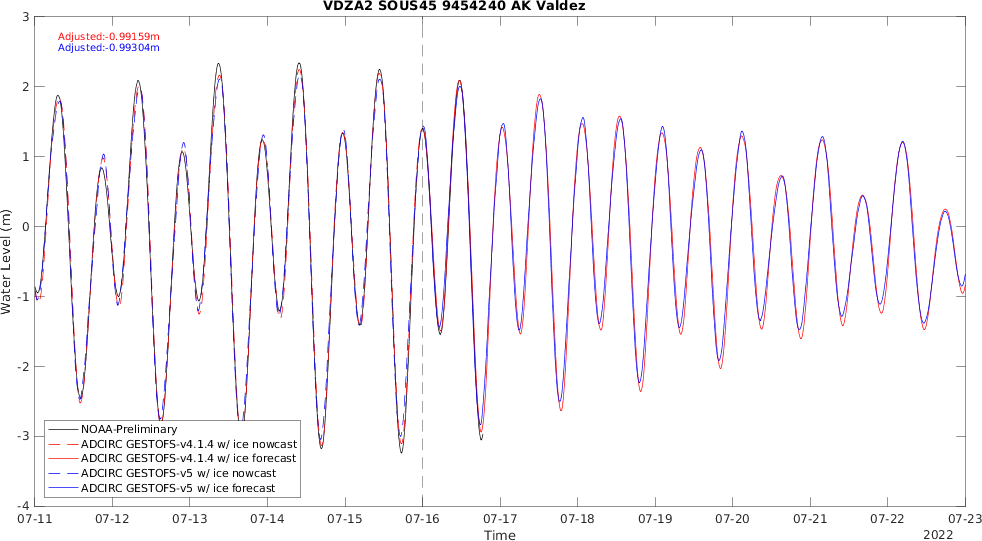 VDZA2 SOUS45 9454240 AK Valdez
Adjusted:-0.99159m
Adjusted:-0.99304m
3
2
1
0
-1
-2
-3
-4
Water Level (m)
NOAA-Preliminary
ADCIRC GESTOFS-v4.1.4 w/ ice nowcast
ADCIRC GESTOFS-v4.1.4 w/ ice forecast
ADCIRC GESTOFS-v5 w/ ice nowcast
ADCIRC GESTOFS-v5 w/ ice forecast
07-11 07-12 07-13 07-14 07-15 07-16 07-17 07-18 07-19 07-20 07-21 07-22 07-23
Time
2022